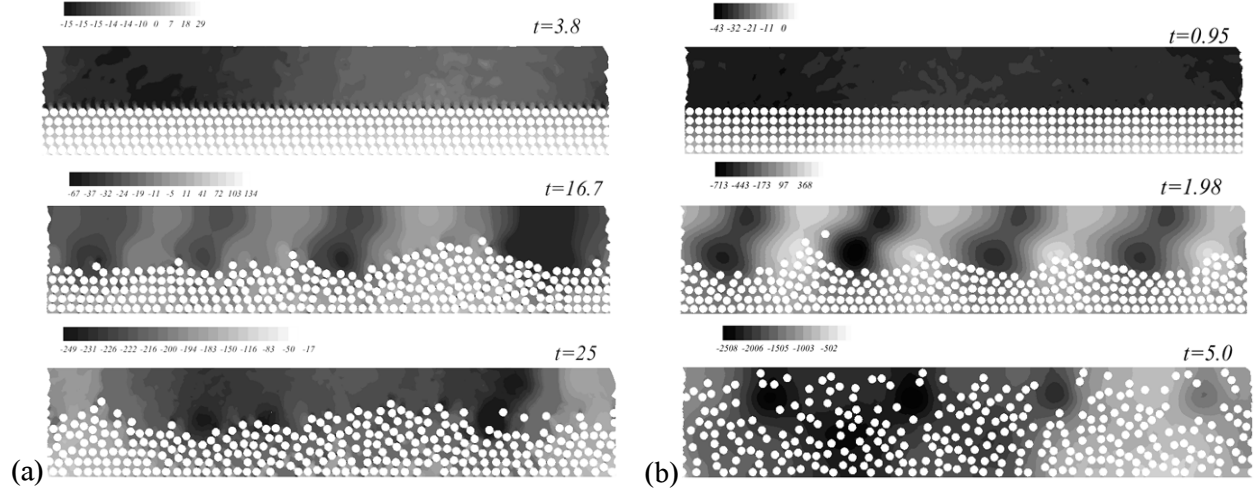 -15 -15 -14 -14 -10 0 7 18 29
t=3.8
-67 -37 -32 -24 -19 -11 -5 11 41 72 103 134
t=16.7
-249 -231 -226 -222 -216 -200 -194 -183 -150 -116 -83 -50 -17
t=25
(a)
-43 -32 -21 -11 0
t=0.95
-713 -443 -173 97 368
t=1.98
-2508 -2006 -1505 -1003 -502
t=5.0
(b)